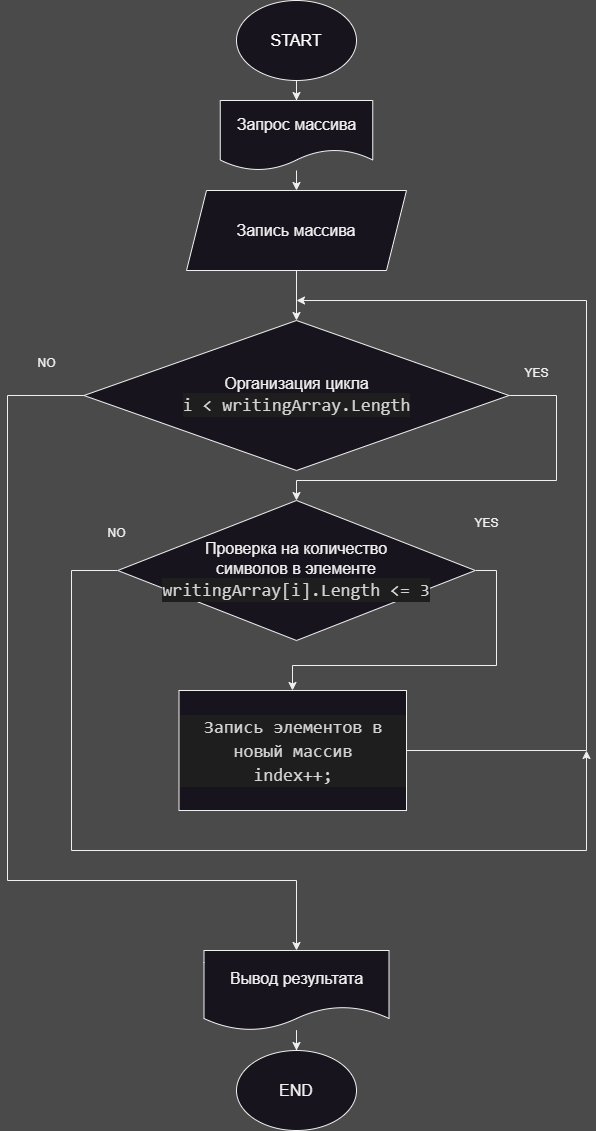 START
Запрос массива
Запись массива
NO
YES
Организация цикла
i < writingArray.Length
NO
YES
Проверка на количество
символов в элементе
writingArray[i].Length <= 3
Запись элементов в
новый массив
index++;
Вывод результата
END